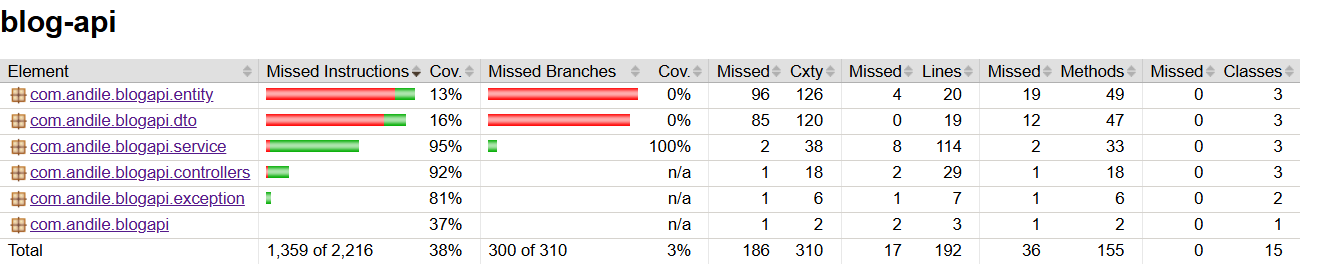 blog-api
Element Missed Instructions Cov. Missed Branches Cov. Missed Cxty Missed Lines Missed Methods Missed Classes
com.andile.blogapi.entity 13% 0% 96 126 4 20 19 49 0 3
com.andile.blogapi.dto 16% 0% 85 120 0 19 12 47 0 3
com.andile.blogapi.service 95% 100% 2 38 8 114 2 33 0 3
com.andile.blogapi.controllers 92% n/a 1 18 2 29 1 18 0 3
com.andile.blogapi.exception 81% n/a 1 6 1 7 1 6 0 2
com.andile.blogapi 37% n/a 1 2 2 3 1 2 0 1
Total 1,359 of 2,216 38% 300 of 310 3% 186 310 17 192 36 155 0 15